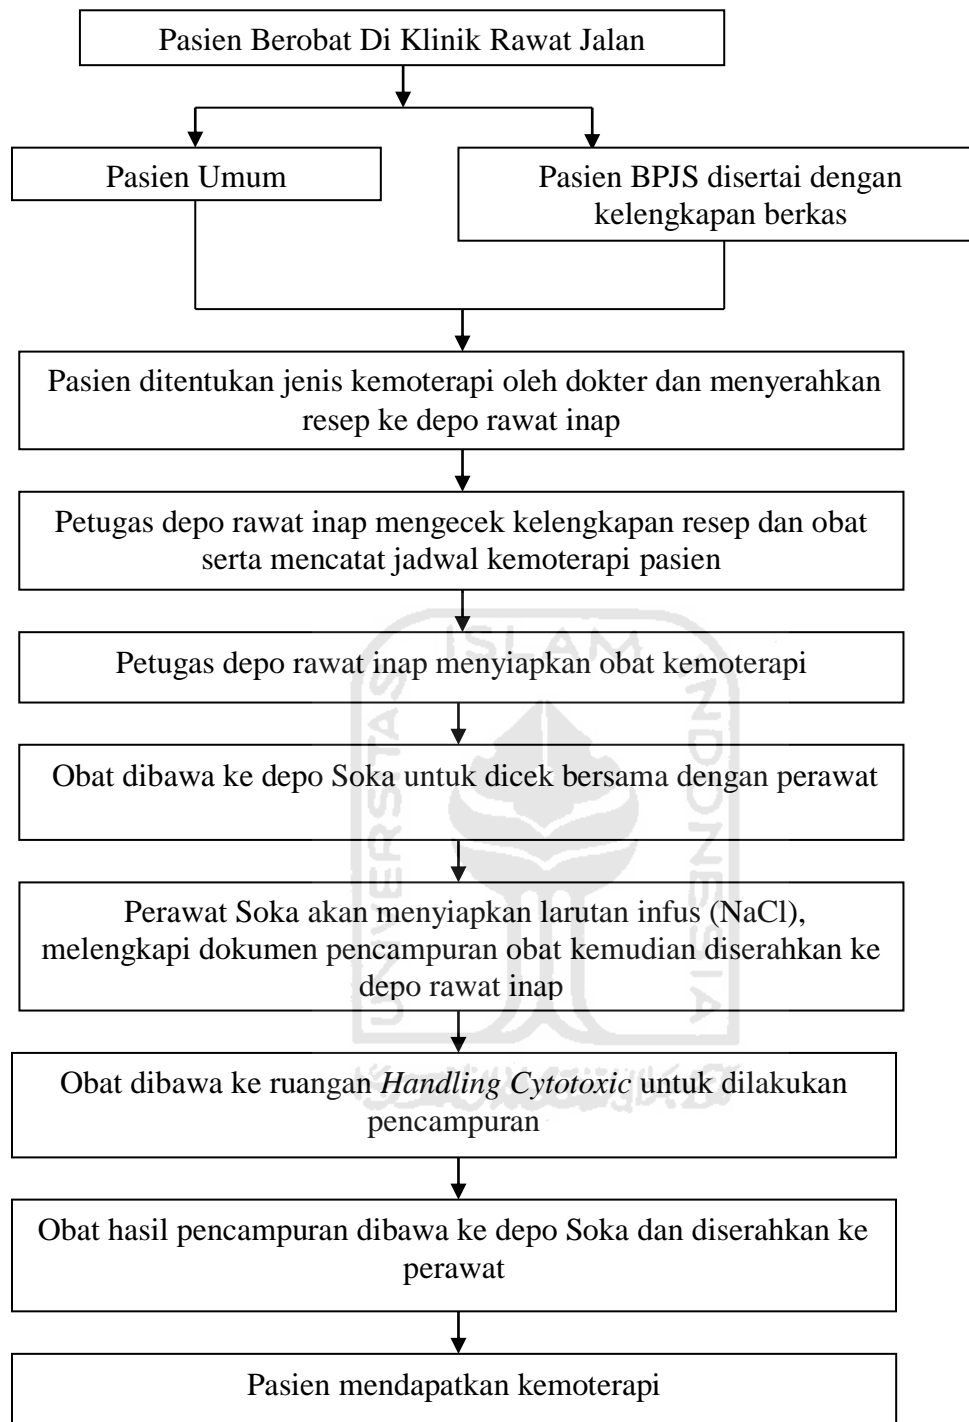 Pasien Berobat Di Klinik Rawat Jalan
Pasien Umum
Pasien BPJS disertai dengan
kelengkapan berkas
Pasien ditentukan jenis kemoterapi oleh dokter dan menyerahkan
resep ke depo rawat inap
Petugas depo rawat inap mengecek kelengkapan resep dan obat
serta mencatat jadwal kemoterapi pasien
Petugas depo rawat inap menyiapkan obat kemoterapi
Obat dibawa ke depo Soka untuk dicek bersama dengan perawat
Perawat Soka akan menyiapkan larutan infus (NaCl),
melengkapi dokumen pencampuran obat kemudian diserahkan ke
depo rawat inap
Obat dibawa ke ruangan Handling Cytotoxic untuk dilakukan
pencampuran
Obat hasil pencampuran dibawa ke depo Soka dan diserahkan ke
perawat
Pasien mendapatkan kemoterapi
UNIVERSITAS
ISLAM
INDONESIA